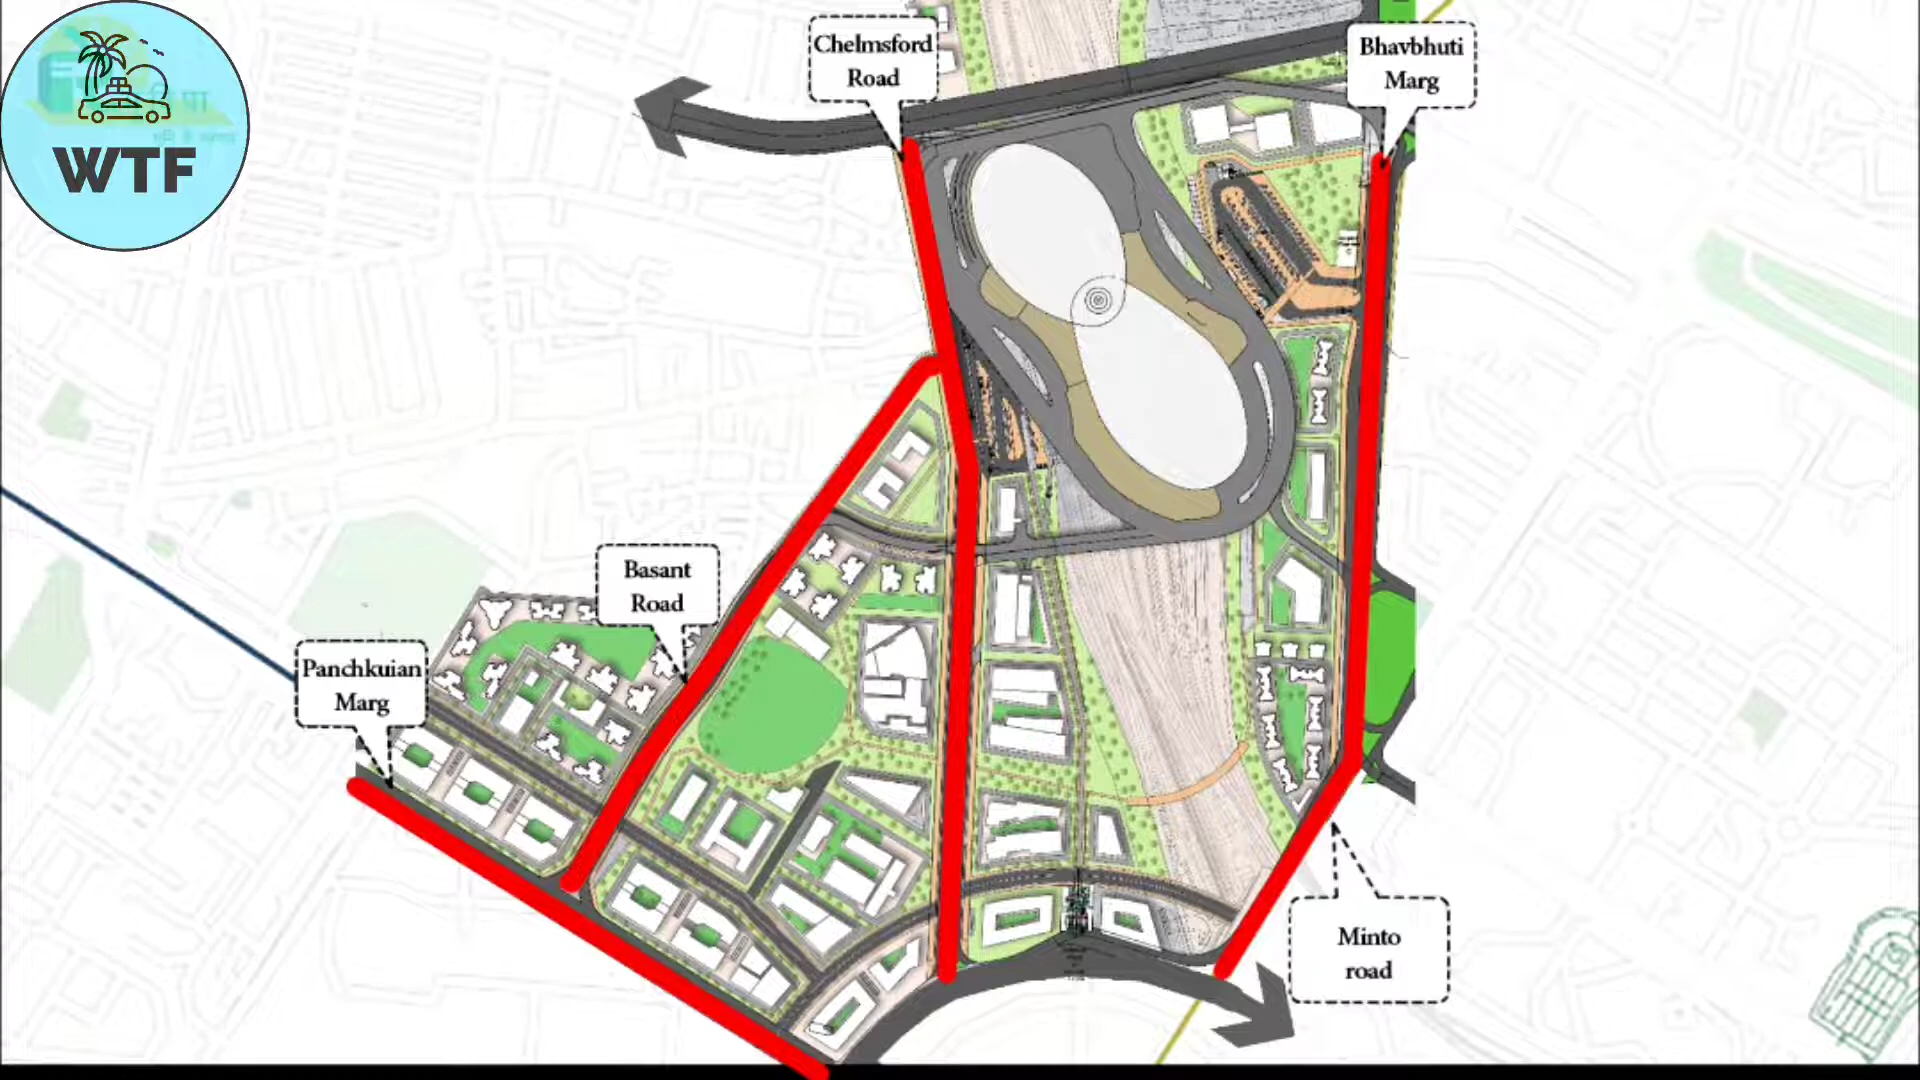 WTF
Chelmsford
Road
Bhavbhuti
Marg
Basant
Road
Panchkuian
Marg
Minto
road